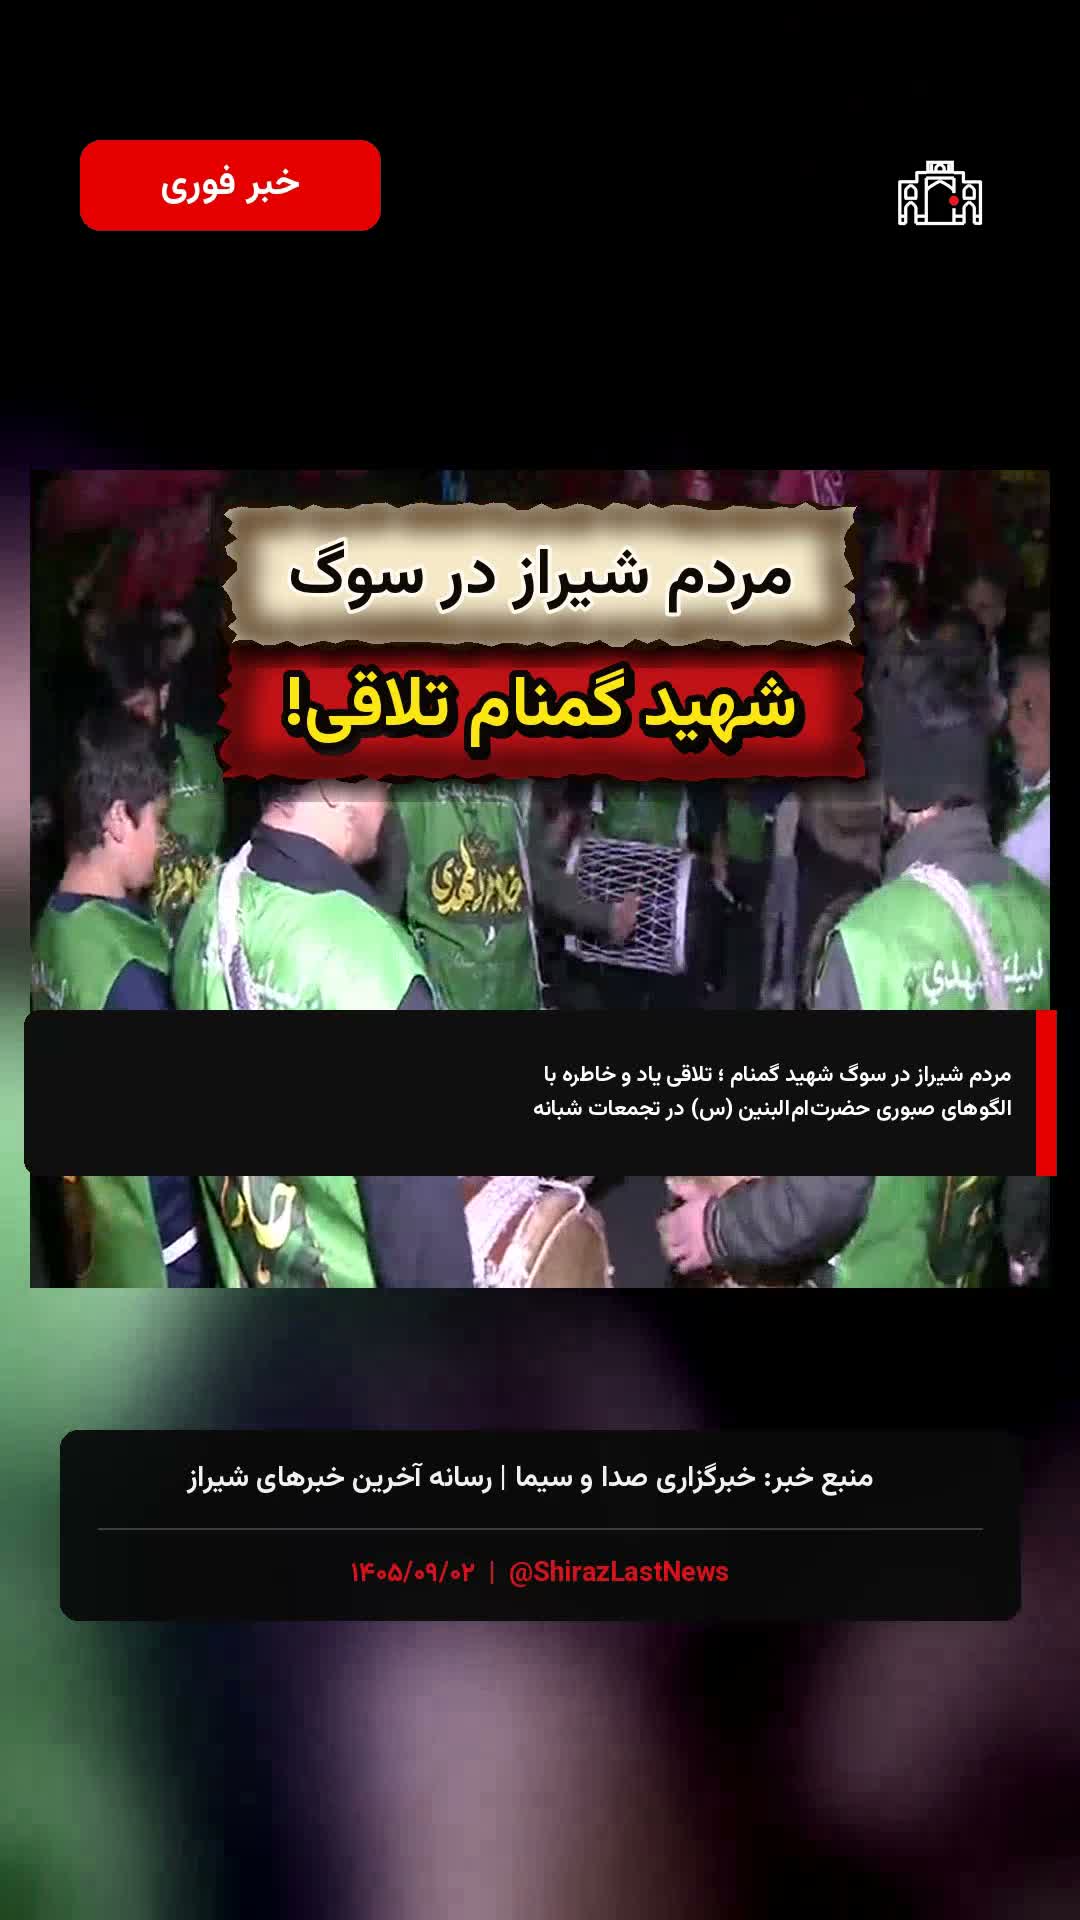 خبر فوری
مردم شیراز در سوگ
شهید گمنام تلاقی!
لبیك
مهدي
مردم شیراز در سوگ شهید گمنام ؛ تلاقی یاد و خاطره با
الگوهای صبوری حضرت‌ام‌البنین (س) در تجمعات شبانه
منبع خبر: خبرگزاری صدا و سیما | رسانه آخرین خبرهای شیراز
۱۴۰۵/۰۹/۰۲ | @ShirazLastNews